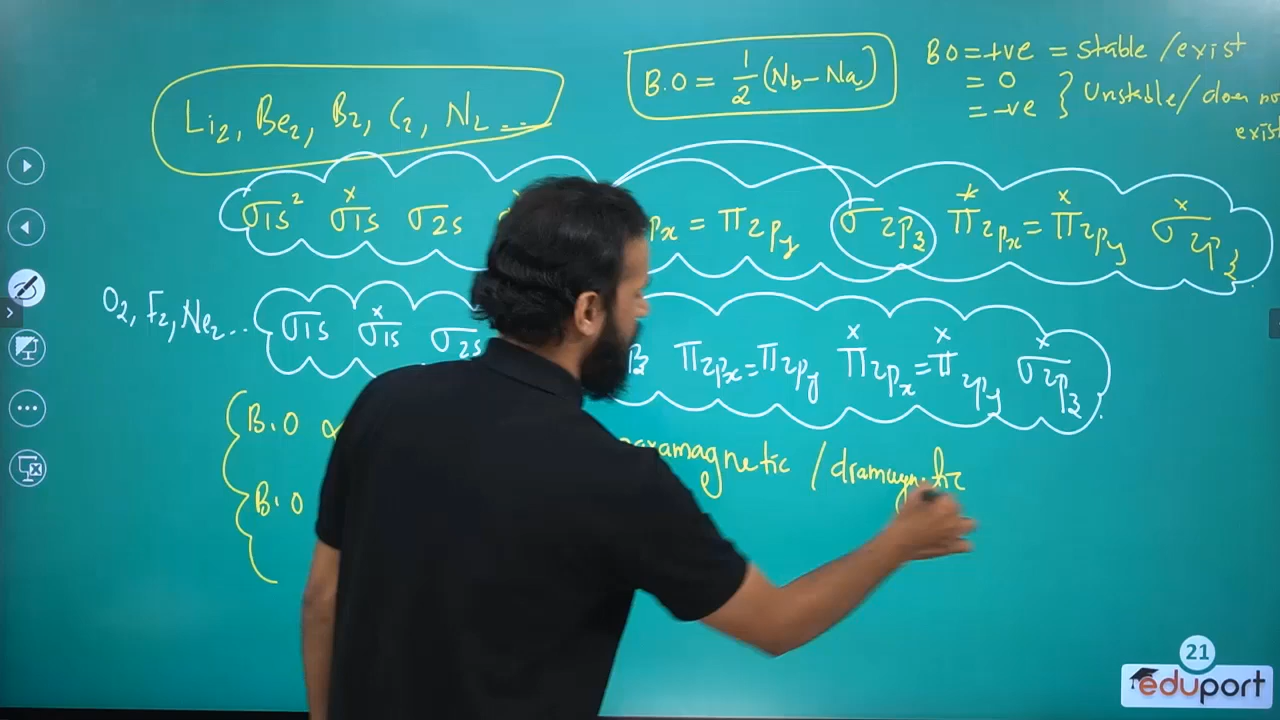 B.O = 1/2 (Nb - Na)
BO = +ve = stable / exist
= 0
= -ve } Unstable / does no
exist
Li2, Be2, B2, C2, N2 ...
σ1s² σ*1s σ2s px = π2py σ2pz π*2px = π*2py σ*2pz
O2, F2, Ne2 ... σ1s σ*1s σ2s π2px = π2py π*2px = π*2py σ*2pz
B.O α paramagnetic / diamagnetic
B.O
21
eduport